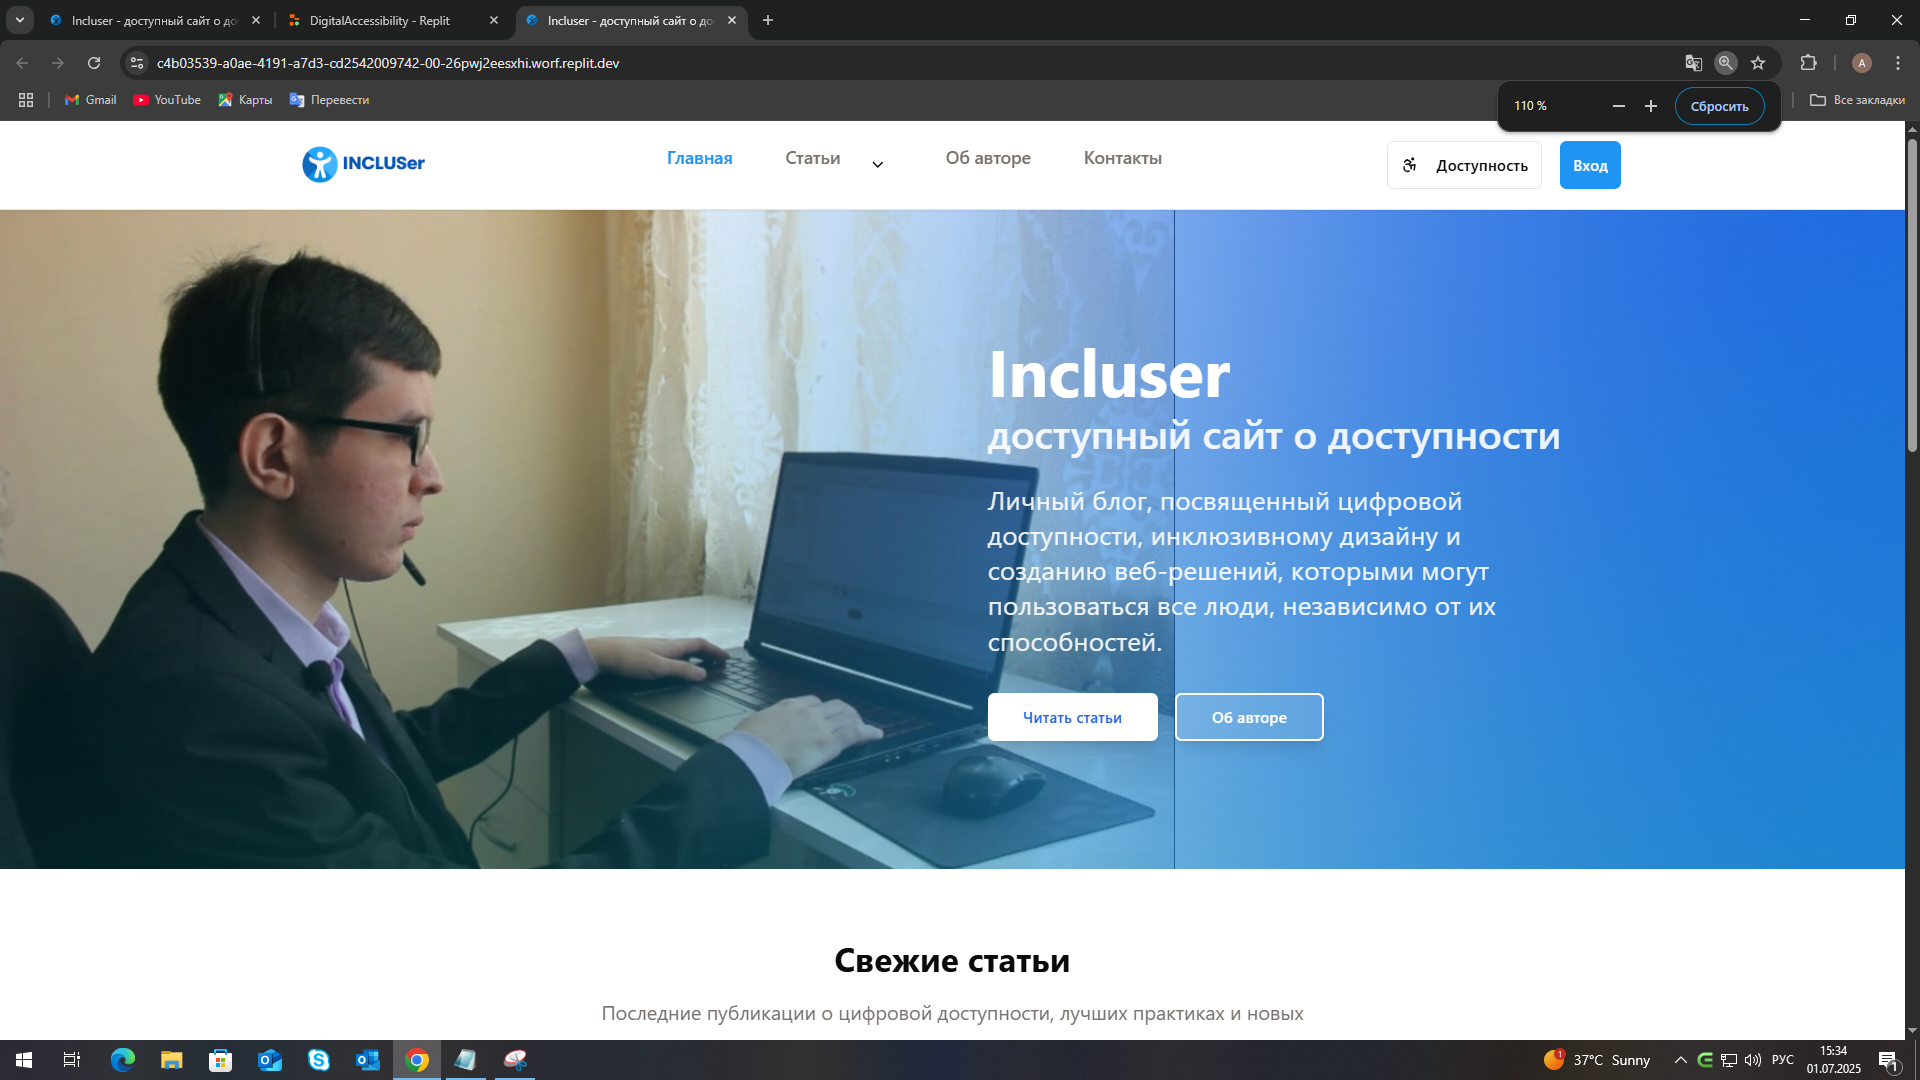 Incluser - доступный сайт о до
DigitalAccessibility - Replit
Incluser - доступный сайт о до
c4b03539-a0ae-4191-a7d3-cd2542009742-00-26pwj2eesxhi.worf.replit.dev
A
Gmail
YouTube
Карты
Перевести
110 %
Сбросить
Все закладки
INCLUSer
Главная
Статьи
Об авторе
Контакты
Доступность
Вход
Incluser
доступный сайт о доступности
Личный блог, посвященный цифровой
доступности, инклюзивному дизайну и
созданию веб-решений, которыми могут
пользоваться все люди, независимо от их
способностей.
Читать статьи
Об авторе
Свежие статьи
Последние публикации о цифровой доступности, лучших практиках и новых
1
37°C Sunny
РУС
15:34
01.07.2025
1